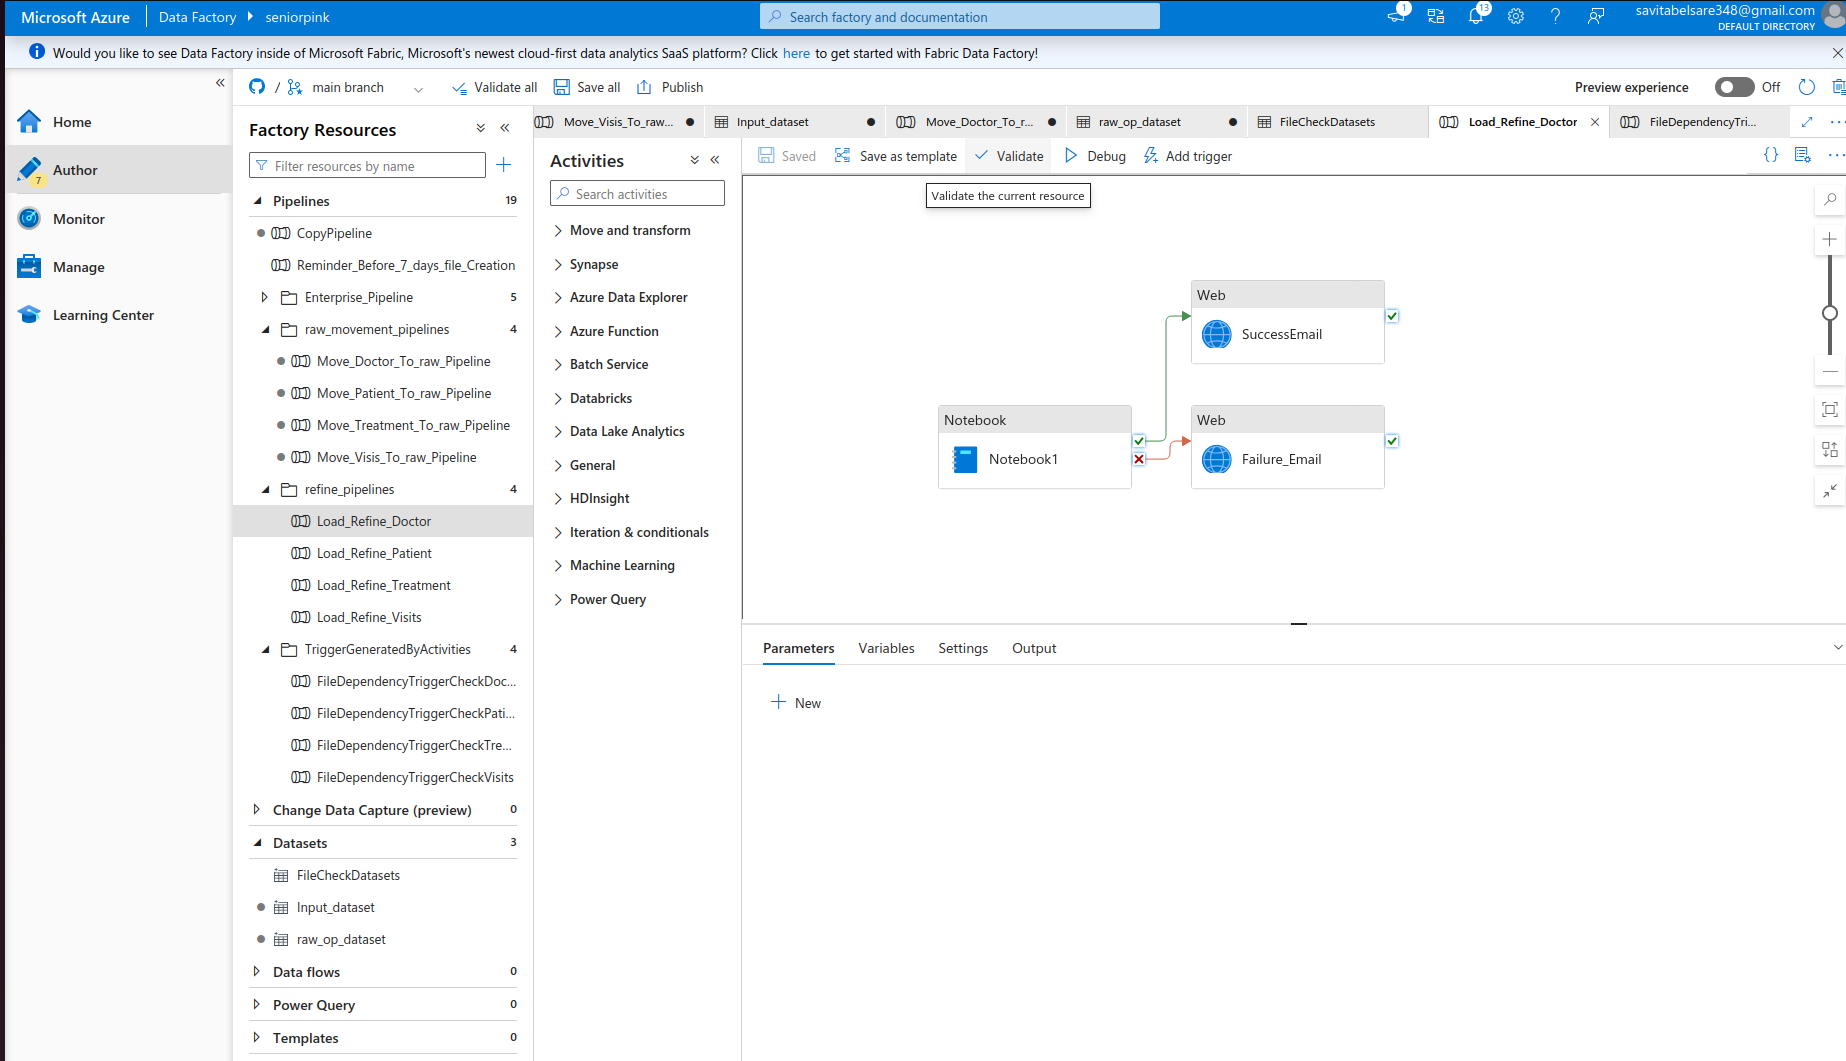 Microsoft Azure
Data Factory
seniorpink
Search factory and documentation
1
13
savitabelsare348@gmail.com
DEFAULT DIRECTORY
Would you like to see Data Factory inside of Microsoft Fabric, Microsoft's newest cloud-first data analytics SaaS platform? Click here to get started with Fabric Data Factory!
Home
Author
7
Monitor
Manage
Learning Center
/ main branch
Validate all
Save all
Publish
Preview experience
Off
Factory Resources
Filter resources by name
Pipelines 19
CopyPipeline
Reminder_Before_7_days_file_Creation
Enterprise_Pipeline 5
raw_movement_pipelines 4
Move_Doctor_To_raw_Pipeline
Move_Patient_To_raw_Pipeline
Move_Treatment_To_raw_Pipeline
Move_Visis_To_raw_Pipeline
refine_pipelines 4
Load_Refine_Doctor
Load_Refine_Patient
Load_Refine_Treatment
Load_Refine_Visits
TriggerGeneratedByActivities 4
FileDependencyTriggerCheckDoc...
FileDependencyTriggerCheckPati...
FileDependencyTriggerCheckTre...
FileDependencyTriggerCheckVisits
Change Data Capture (preview) 0
Datasets 3
FileCheckDatasets
Input_dataset
raw_op_dataset
Data flows 0
Power Query 0
Templates 0
Move_Visis_To_raw...
Input_dataset
Move_Doctor_To_r...
raw_op_dataset
FileCheckDatasets
Load_Refine_Doctor
FileDependencyTri...
Activities
Search activities
Move and transform
Synapse
Azure Data Explorer
Azure Function
Batch Service
Databricks
Data Lake Analytics
General
HDInsight
Iteration & conditionals
Machine Learning
Power Query
Saved
Save as template
Validate
Debug
Add trigger
{}
Validate the current resource
Web
SuccessEmail
Notebook
Notebook1
Web
Failure_Email
Parameters
Variables
Settings
Output
New